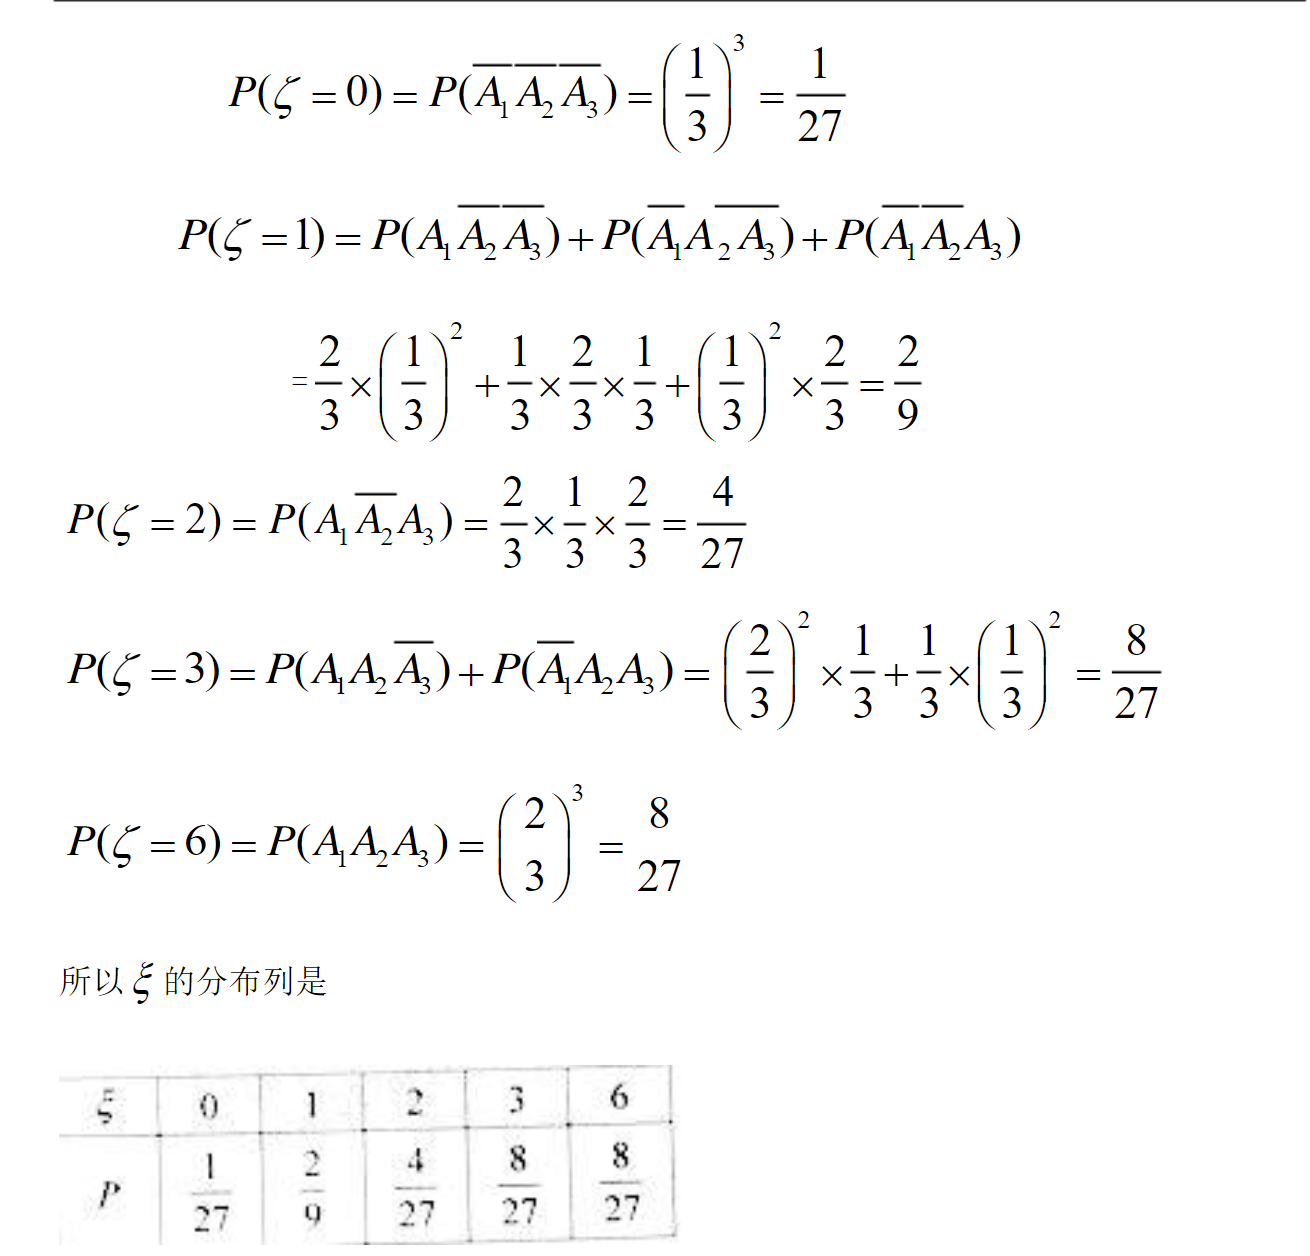 P(ζ = 0) = P(\overline{A_1}\,\overline{A_2}\,\overline{A_3}) = (1/3)^3 = 1/27
P(ζ = 1) = P(A_1\overline{A_2}\,\overline{A_3}) + P(\overline{A_1}A_2\overline{A_3}) + P(\overline{A_1}\,\overline{A_2}A_3)
= 2/3 × (1/3)^2 + 1/3 × 2/3 × 1/3 + (1/3)^2 × 2/3 = 2/9
P(ζ = 2) = P(A_1\overline{A_2}A_3) = 2/3 × 1/3 × 2/3 = 4/27
P(ζ = 3) = P(A_1A_2\overline{A_3}) + P(\overline{A_1}A_2A_3) = (2/3)^2 × 1/3 + 1/3 × (1/3)^2 = 8/27
P(ζ = 6) = P(A_1A_2A_3) = (2 3)^3 = 8 27
所以 ξ 的分布列是
ξ 0 1 2 3 6
P 1/27 2/9 4/27 8/27 8/27